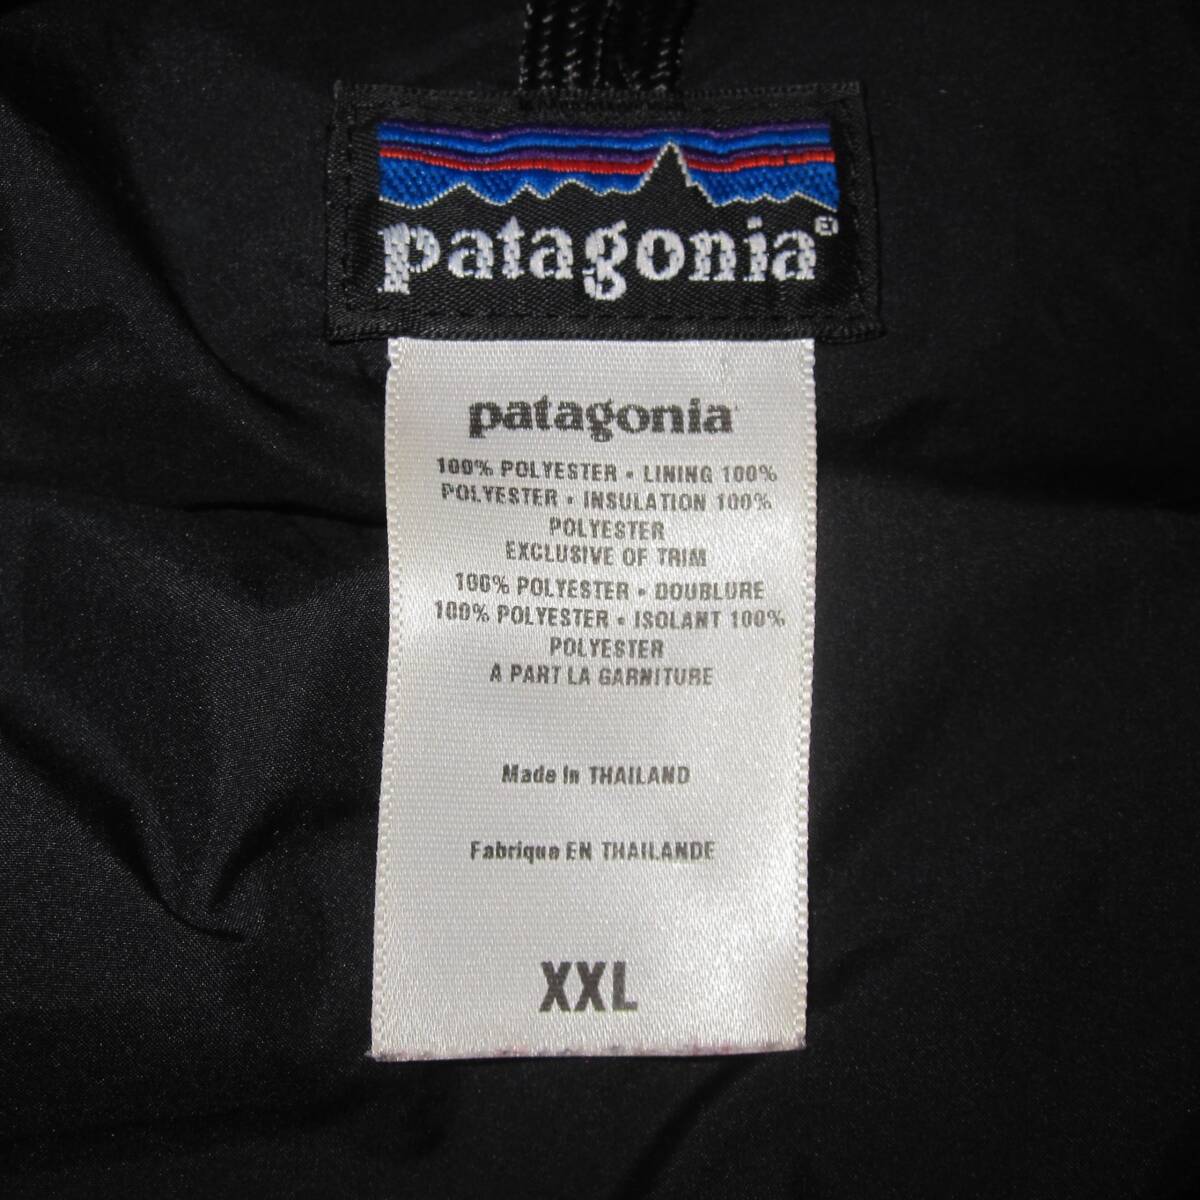 patagonia®
patagonia
100% POLYESTER • LINING 100%
POLYESTER • INSULATION 100%
POLYESTER
EXCLUSIVE OF TRIM
100% POLYESTER • DOUBLURE
100% POLYESTER • ISOLANT 100%
POLYESTER
A PART LA GARNITURE
Made in THAILAND
Fabrique EN THAILANDE
XXL